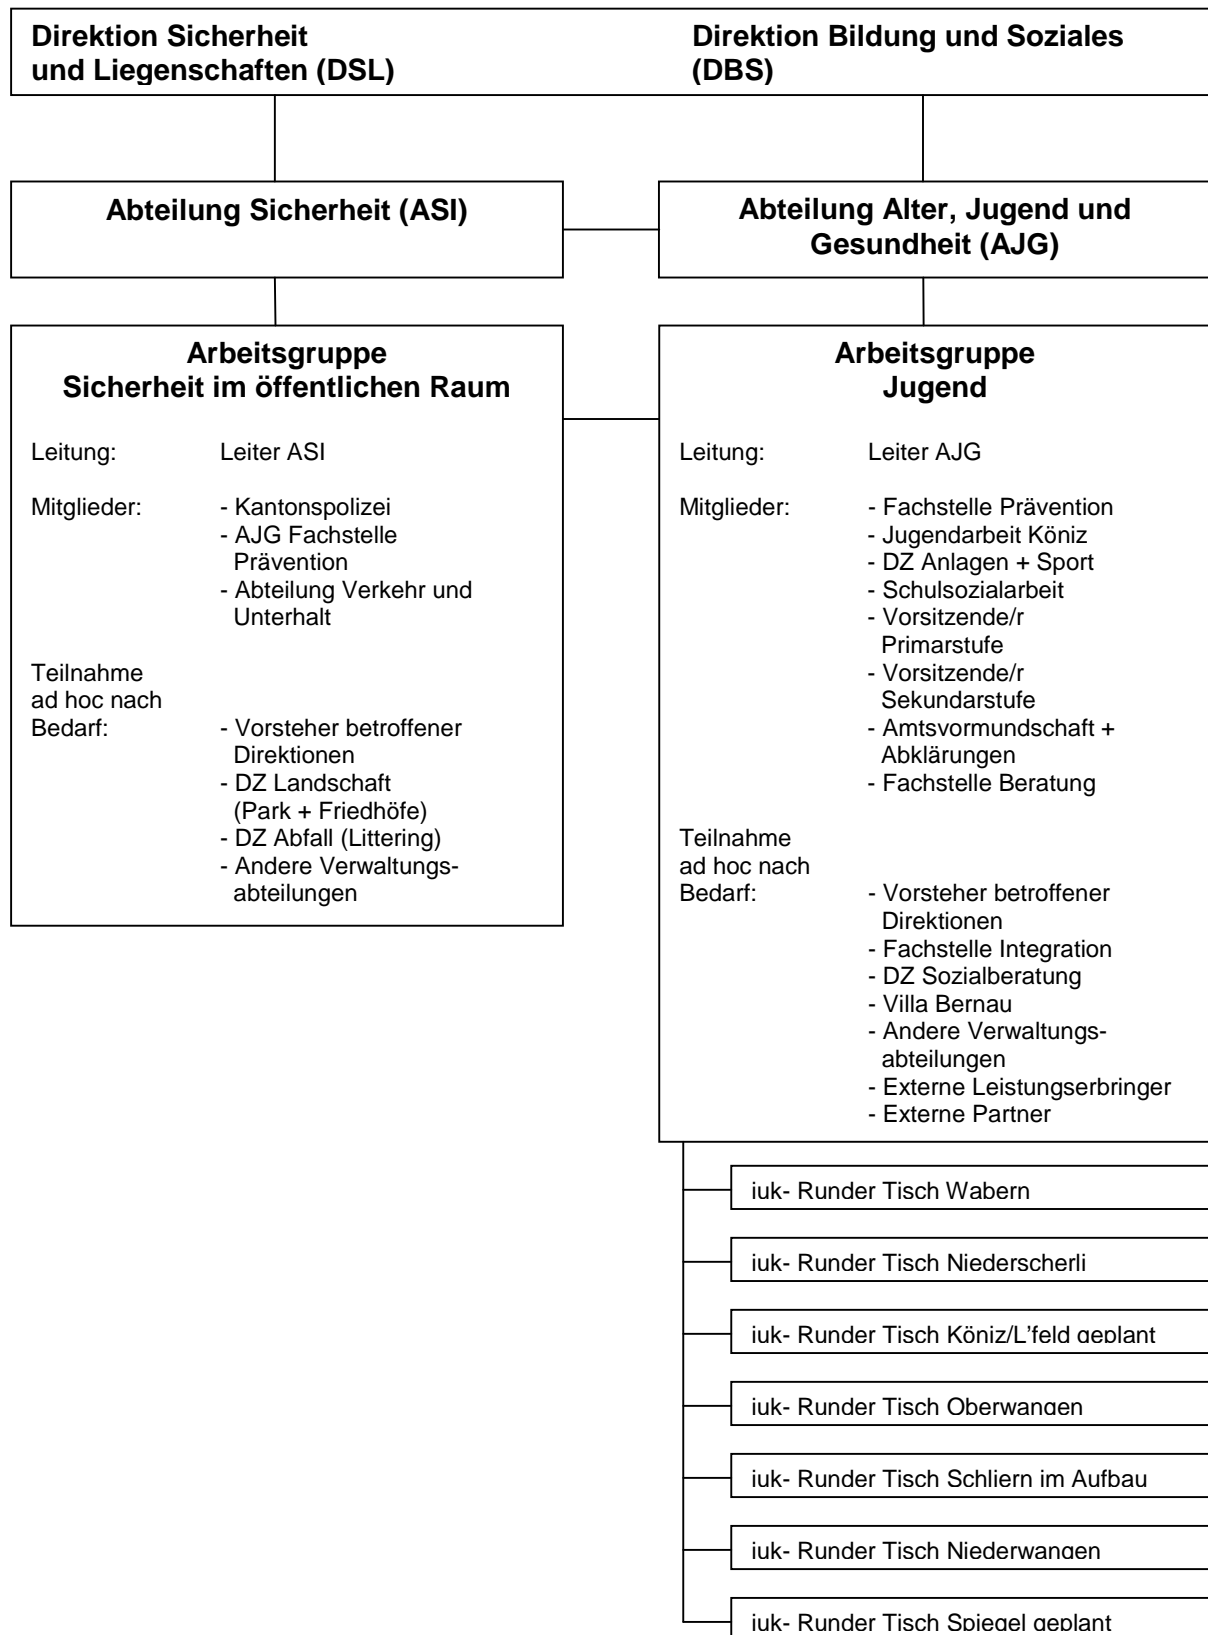 Direktion Sicherheit
und Liegenschaften (DSL)
Direktion Bildung und Soziales
(DBS)
Abteilung Sicherheit (ASI)
Abteilung Alter, Jugend und
Gesundheit (AJG)
Arbeitsgruppe
Sicherheit im öffentlichen Raum
Leitung: Leiter ASI
Mitglieder: - Kantonspolizei
- AJG Fachstelle
Prävention
- Abteilung Verkehr und
Unterhalt
Teilnahme
ad hoc nach
Bedarf: - Vorsteher betroffener
Direktionen
- DZ Landschaft
(Park + Friedhöfe)
- DZ Abfall (Littering)
- Andere Verwaltungs-
abteilungen
Arbeitsgruppe
Jugend
Leitung: Leiter AJG
Mitglieder: - Fachstelle Prävention
- Jugendarbeit Köniz
- DZ Anlagen + Sport
- Schulsozialarbeit
- Vorsitzende/r
Primarstufe
- Vorsitzende/r
Sekundarstufe
- Amtsvormundschaft +
Abklärungen
- Fachstelle Beratung
Teilnahme
ad hoc nach
Bedarf: - Vorsteher betroffener
Direktionen
- Fachstelle Integration
- DZ Sozialberatung
- Villa Bernau
- Andere Verwaltungs-
abteilungen
- Externe Leistungserbringer
- Externe Partner
iuk- Runder Tisch Wabern
iuk- Runder Tisch Niederscherli
iuk- Runder Tisch Köniz/L'feld geplant
iuk- Runder Tisch Oberwangen
iuk- Runder Tisch Schliern im Aufbau
iuk- Runder Tisch Niederwangen
iuk- Runder Tisch Spiegel geplant